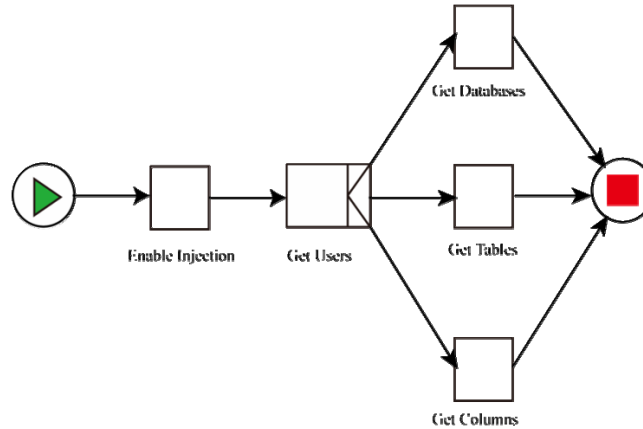 Get Databases
Enable Injection
Get Users
Get Tables
Get Columns